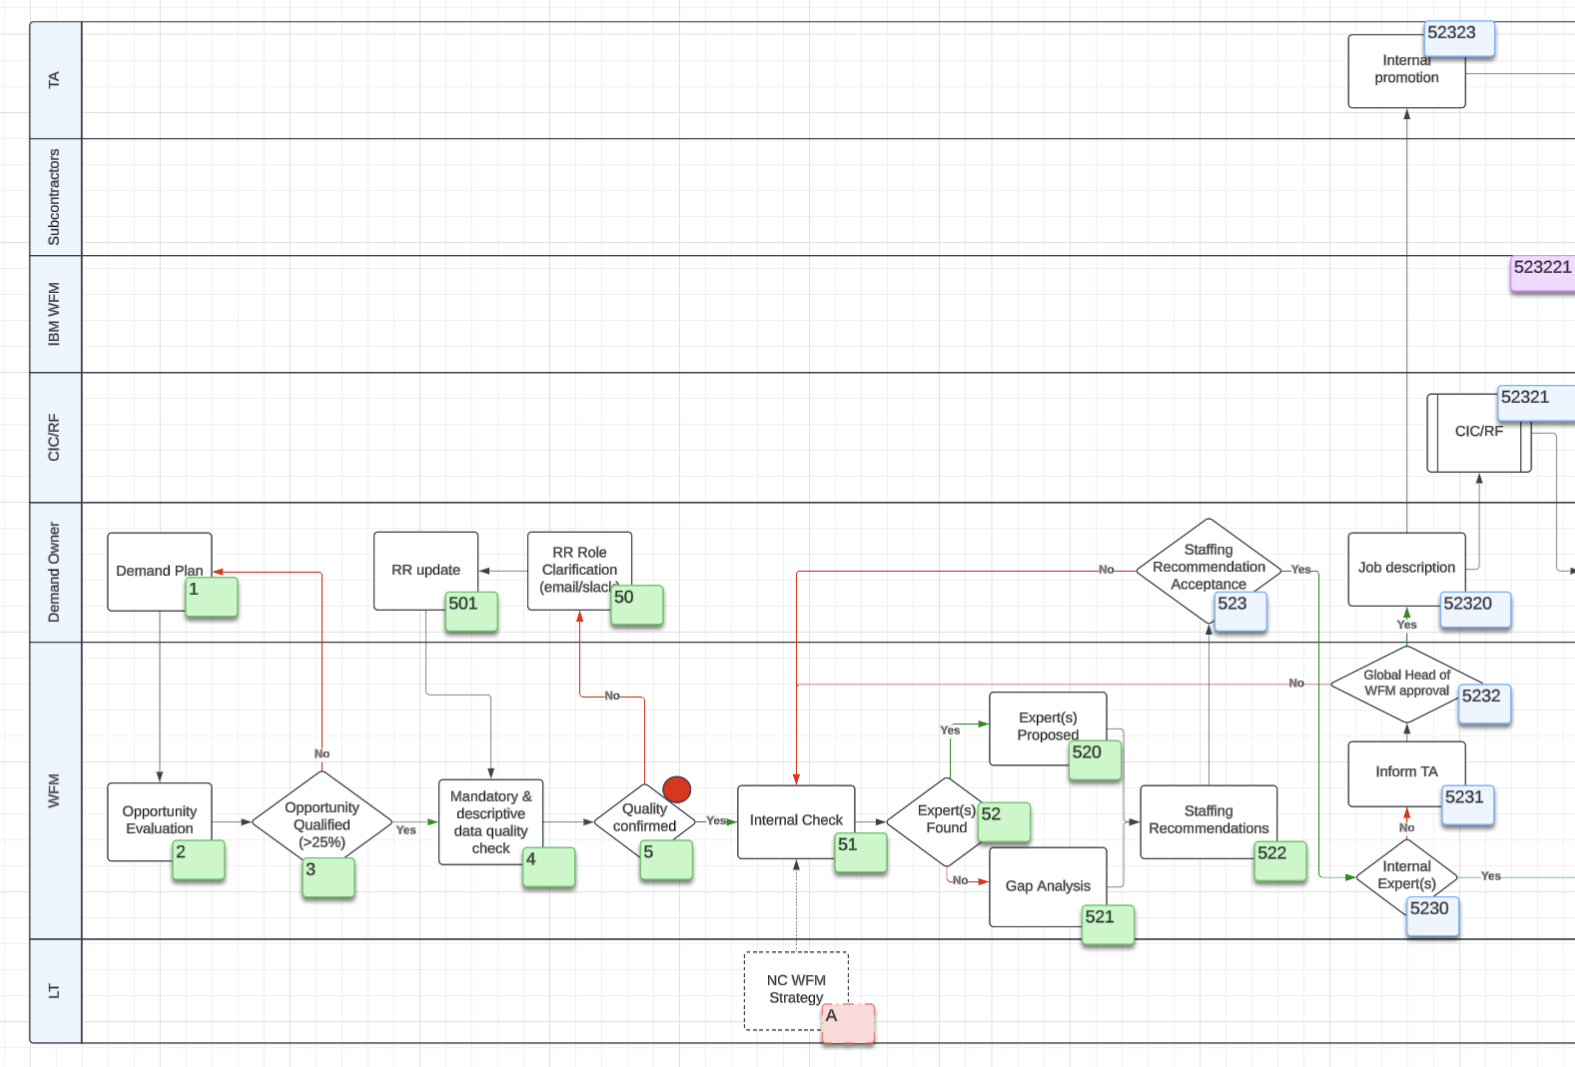 TA
52323
Internal
promotion
Subcontractors
IBM WFM
523221
CIC/RF
52321
CIC/RF
Demand Owner
Demand Plan
1
RR update
501
RR Role
Clarification
(email/slack)
50
Staffing
Recommendation
Acceptance
523
No
Yes
Job description
52320
Yes
WFM
No
No
No
Global Head of
WFM approval
5232
Opportunity
Evaluation
2
Opportunity
Qualified
(>25%)
3
Yes
Mandatory &
descriptive
data quality
check
4
Quality
confirmed
5
Yes
Internal Check
51
Expert(s)
Found
52
Yes
Expert(s)
Proposed
520
No
Gap Analysis
521
Staffing
Recommendations
522
Inform TA
5231
No
Internal
Expert(s)
5230
Yes
LT
NC WFM
Strategy
A